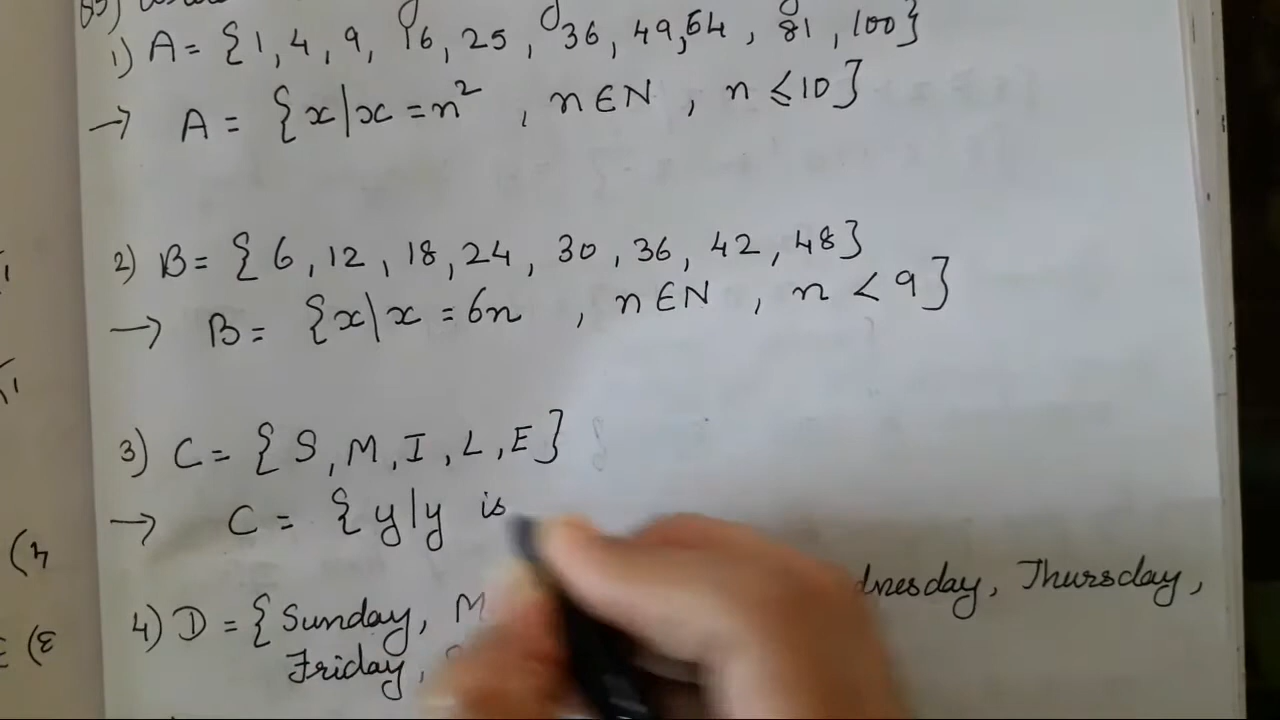 1) A = {1, 4, 9, 16, 25, 36, 49, 64, 81, 100}
→ A = {x|x = n², n∈N, n ≤ 10}
2) B = {6, 12, 18, 24, 30, 36, 42, 48}
→ B = {x|x = 6n, n∈N, n < 9}
3) C = {S, M, I, L, E}
→ C = {y|y is
4) D = {Sunday, M dnesday, Thursday,
Friday,